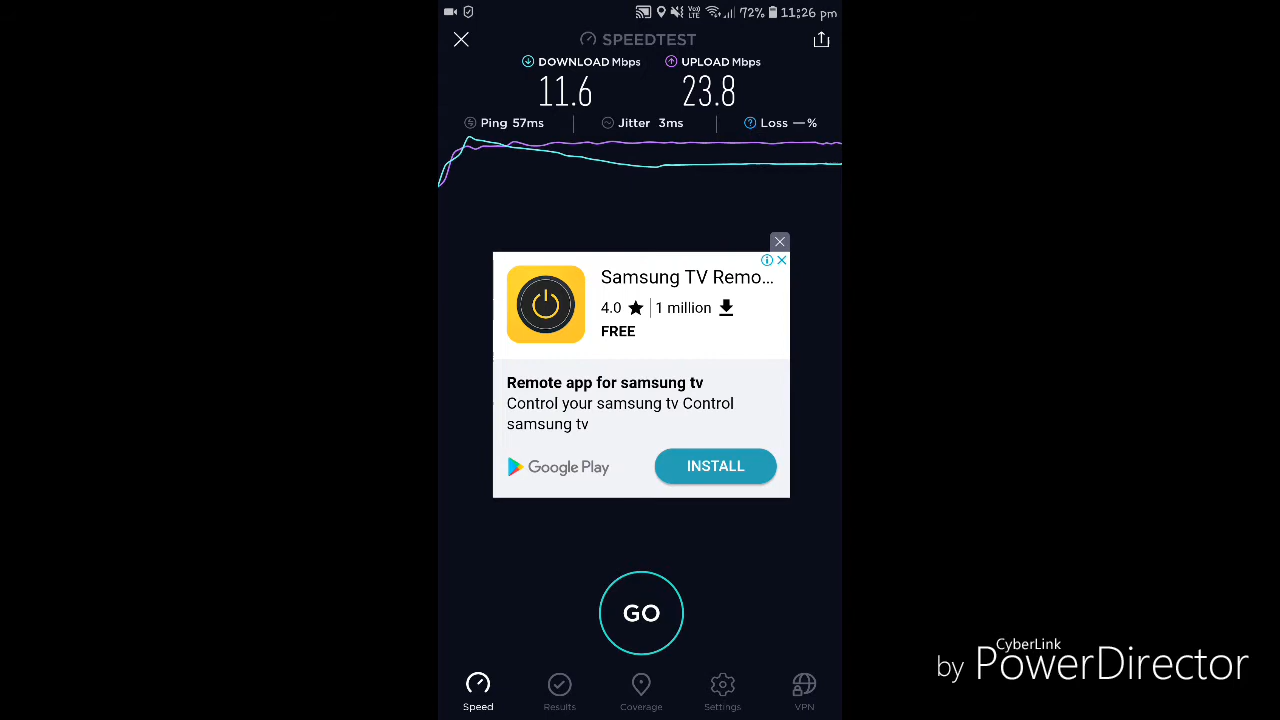 72% 11:26 pm
SPEEDTEST
DOWNLOAD Mbps UPLOAD Mbps
11.6 23.8
Ping 57ms Jitter 3ms Loss —%
Samsung TV Remo...
4.0 1 million
FREE
Remote app for samsung tv
Control your samsung tv Control
samsung tv
Google Play INSTALL
GO
Speed Results Coverage Settings VPN
CyberLink
by PowerDirector